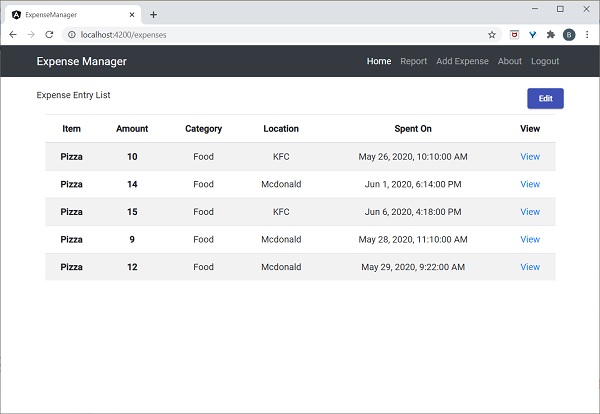 ExpenseManager
localhost:4200/expenses
B
Expense Manager Home Report Add Expense About Logout
Expense Entry List
Edit
Item Amount Category Location Spent On View
Pizza 10 Food KFC May 26, 2020, 10:10:00 AM View
Pizza 14 Food Mcdonald Jun 1, 2020, 6:14:00 PM View
Pizza 15 Food KFC Jun 6, 2020, 4:18:00 PM View
Pizza 9 Food Mcdonald May 28, 2020, 11:10:00 AM View
Pizza 12 Food Mcdonald May 29, 2020, 9:22:00 AM View